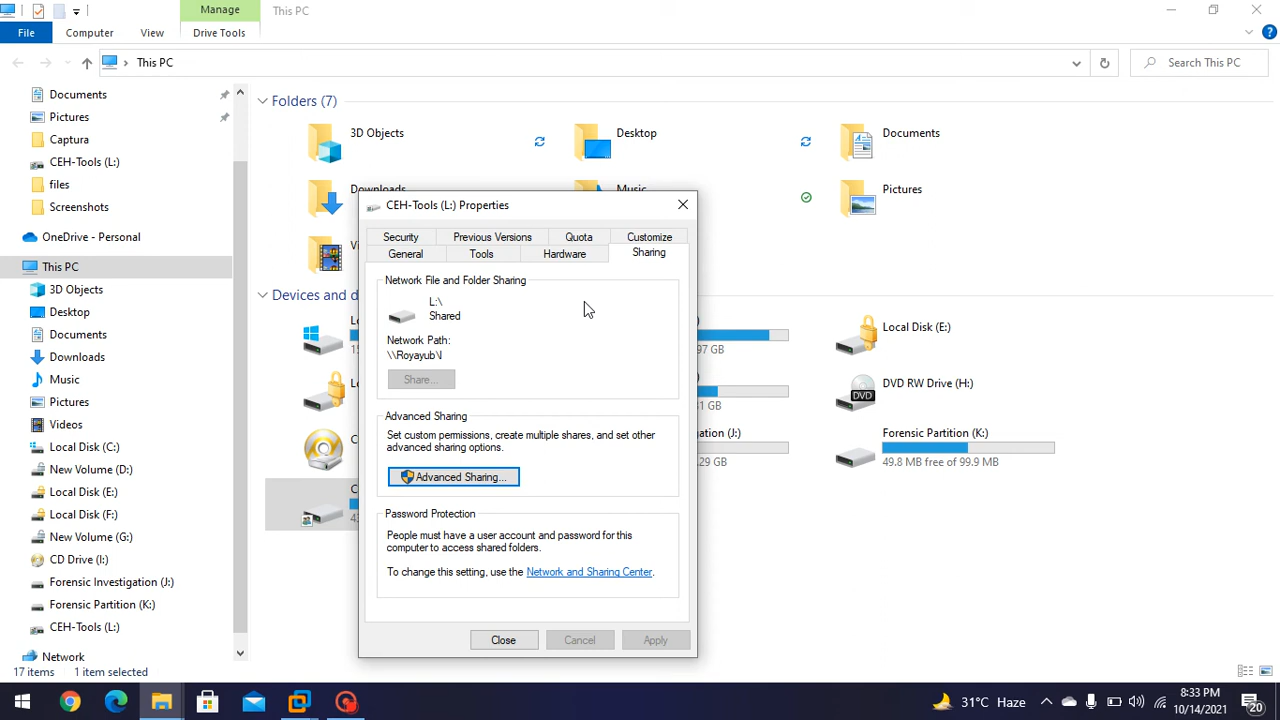 Manage
This PC
File
Computer
View
Drive Tools
This PC
Search This PC
Documents
Pictures
Captura
CEH-Tools (L:)
files
Screenshots
OneDrive - Personal
This PC
3D Objects
Desktop
Documents
Downloads
Music
Pictures
Videos
Local Disk (C:)
New Volume (D:)
Local Disk (E:)
Local Disk (F:)
New Volume (G:)
CD Drive (I:)
Forensic Investigation (J:)
Forensic Partition (K:)
CEH-Tools (L:)
Network
Folders (7)
3D Objects
Desktop
Documents
Downloads
Music
Pictures
Devices and d
Local Disk (E:)
97 GB
DVD RW Drive (H:)
GB
gation (J:)
29 GB
Forensic Partition (K:)
49.8 MB free of 99.9 MB
CEH-Tools (L:) Properties
Security
Previous Versions
Quota
Customize
General
Tools
Hardware
Sharing
Network File and Folder Sharing
L:\
Shared
Network Path:
\\Royayub\l
Share...
Advanced Sharing
Set custom permissions, create multiple shares, and set other
advanced sharing options.
Advanced Sharing...
Password Protection
People must have a user account and password for this
computer to access shared folders.
To change this setting, use the Network and Sharing Center.
Close
Cancel
Apply
17 items
1 item selected
31°C Haze
8:33 PM
10/14/2021
20